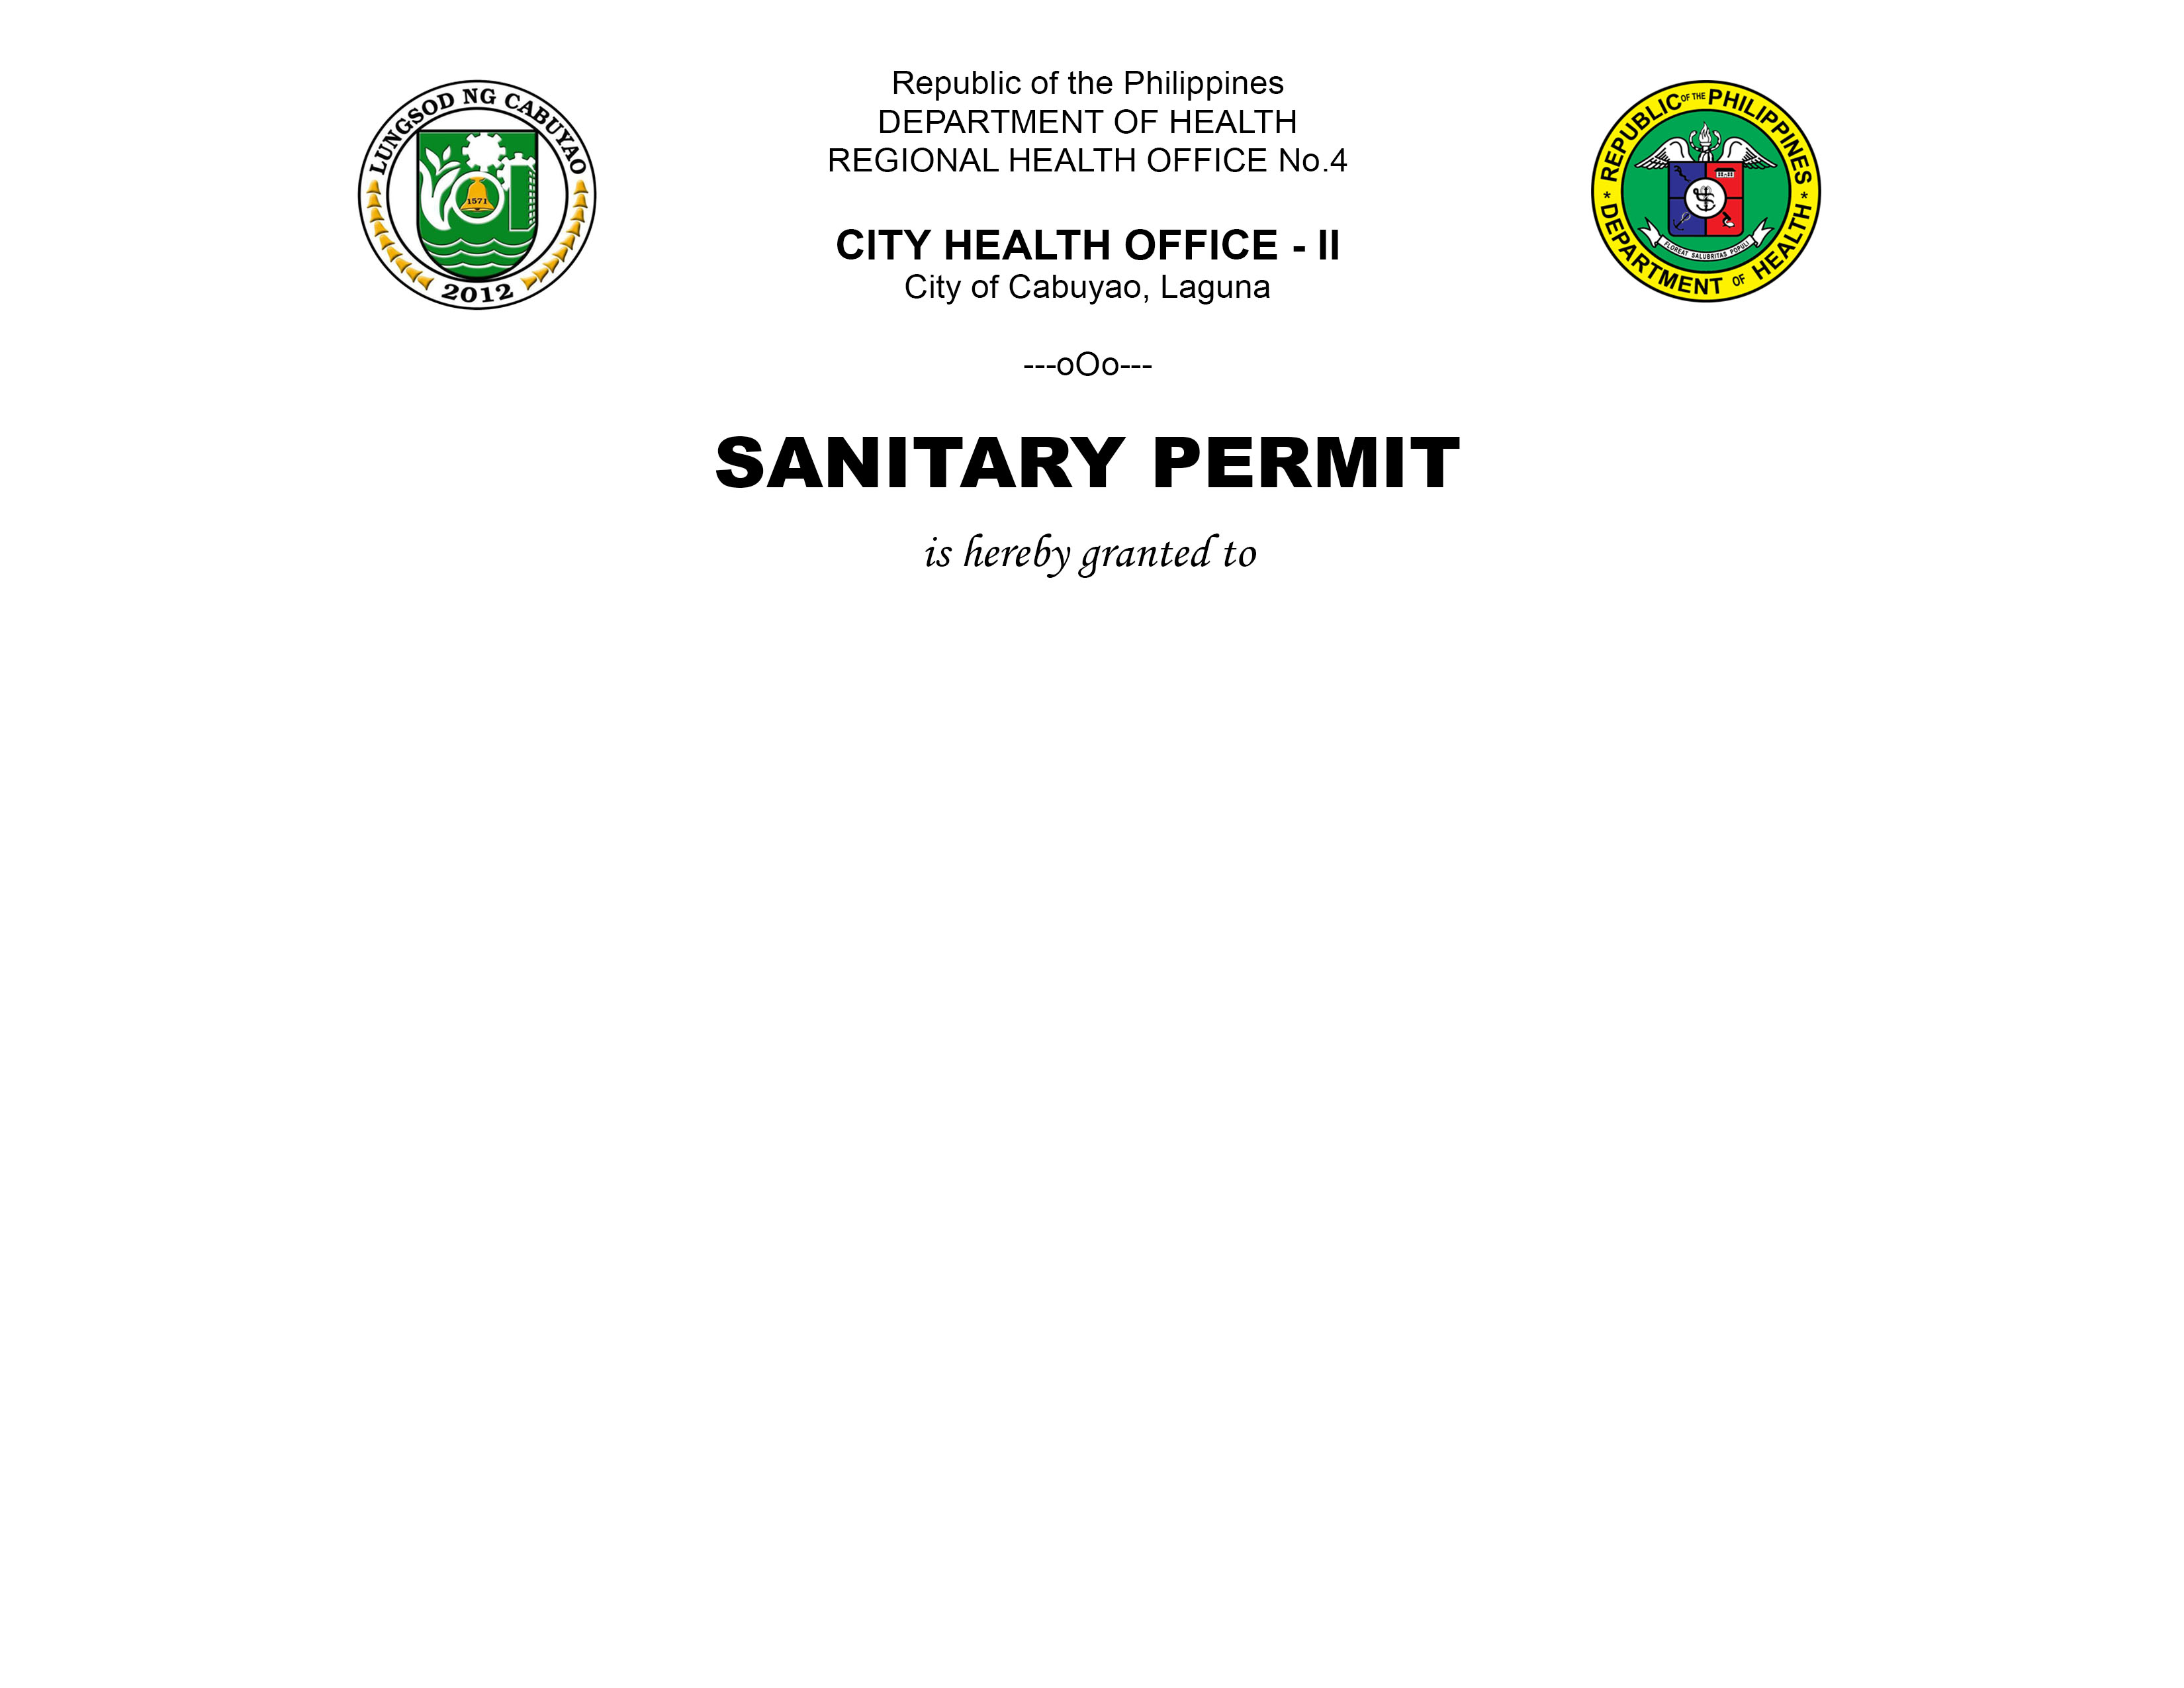 Republic of the Philippines
DEPARTMENT OF HEALTH
REGIONAL HEALTH OFFICE No.4
CITY HEALTH OFFICE - II
City of Cabuyao, Laguna
---oOo---
SANITARY PERMIT
is hereby granted to
LUNGSOD NG CABUYAO
1571
2012
REPUBLIC OF THE PHILIPPINES
FLOREAT SALUBRITAS POPULI
* DEPARTMENT OF HEALTH *